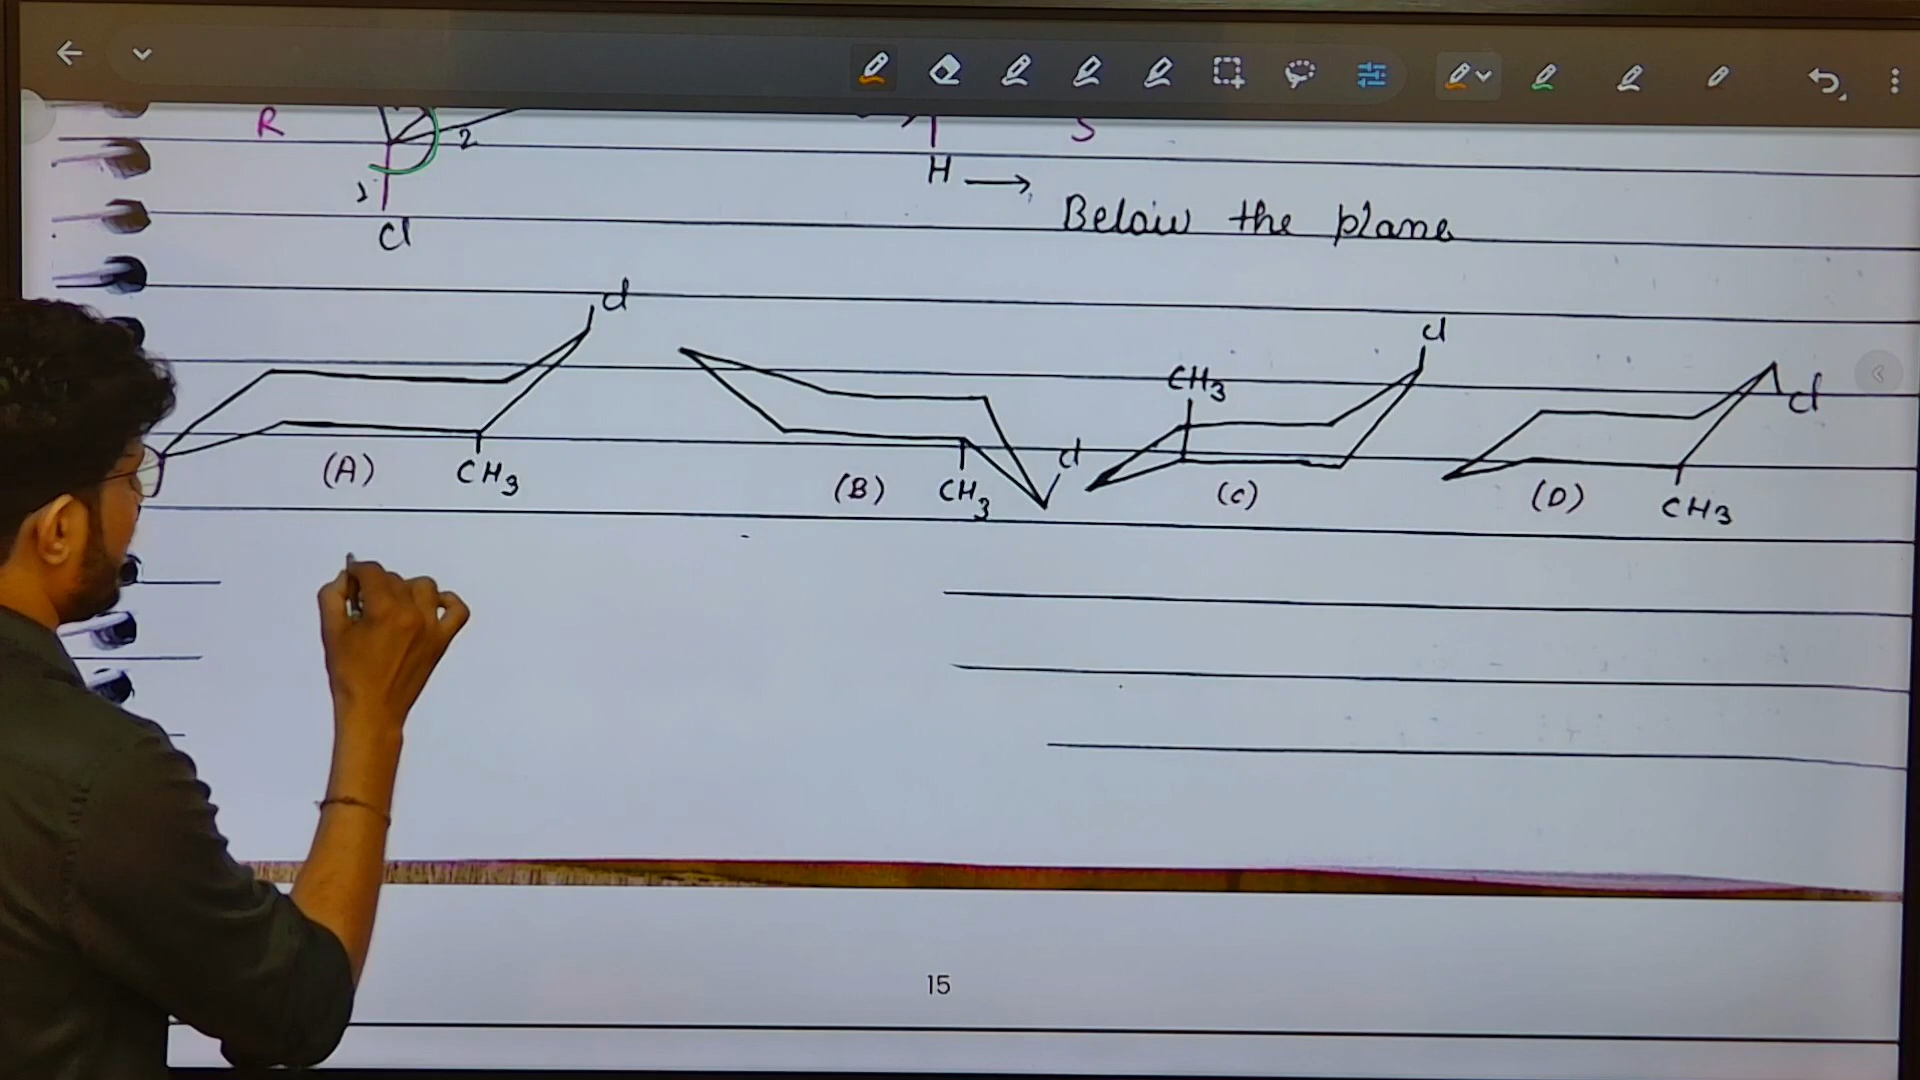 R 2 S
1
H →
Cl
Below the plane
Cl
Cl
CH3
Cl
Cl
(A) CH3 (B) CH3 (C) (D) CH3
15